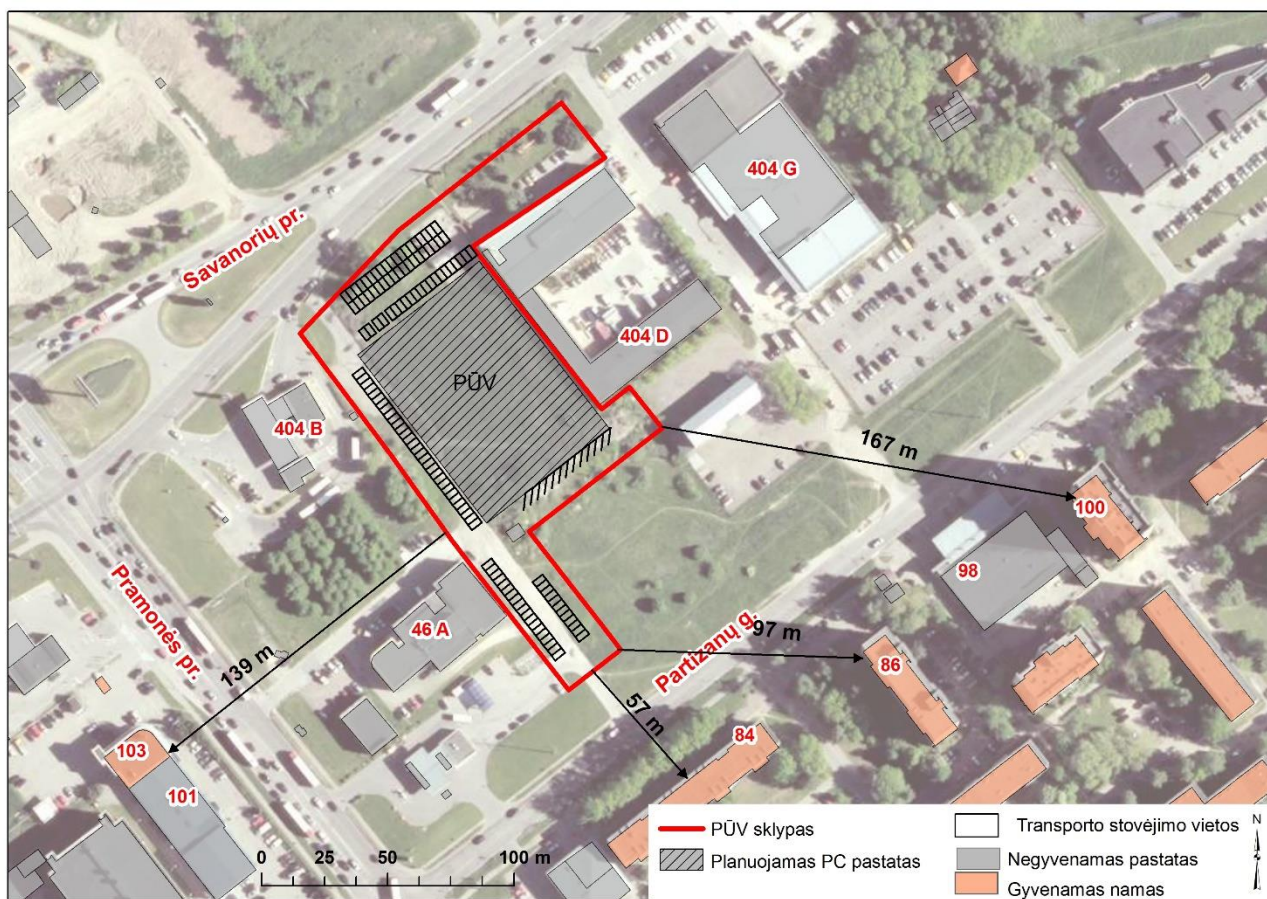 404 G
Savanorių pr.
404 D
PŪV
404 B
167 m
100
98
Pramonės pr.
46 A
139 m
Partizanų g.
97 m
86
57 m
84
103
101
0 25 50 100 m
PŪV sklypas
Planuojamas PC pastatas
Transporto stovėjimo vietos
Negyvenamas pastatas
Gyvenamas namas
N